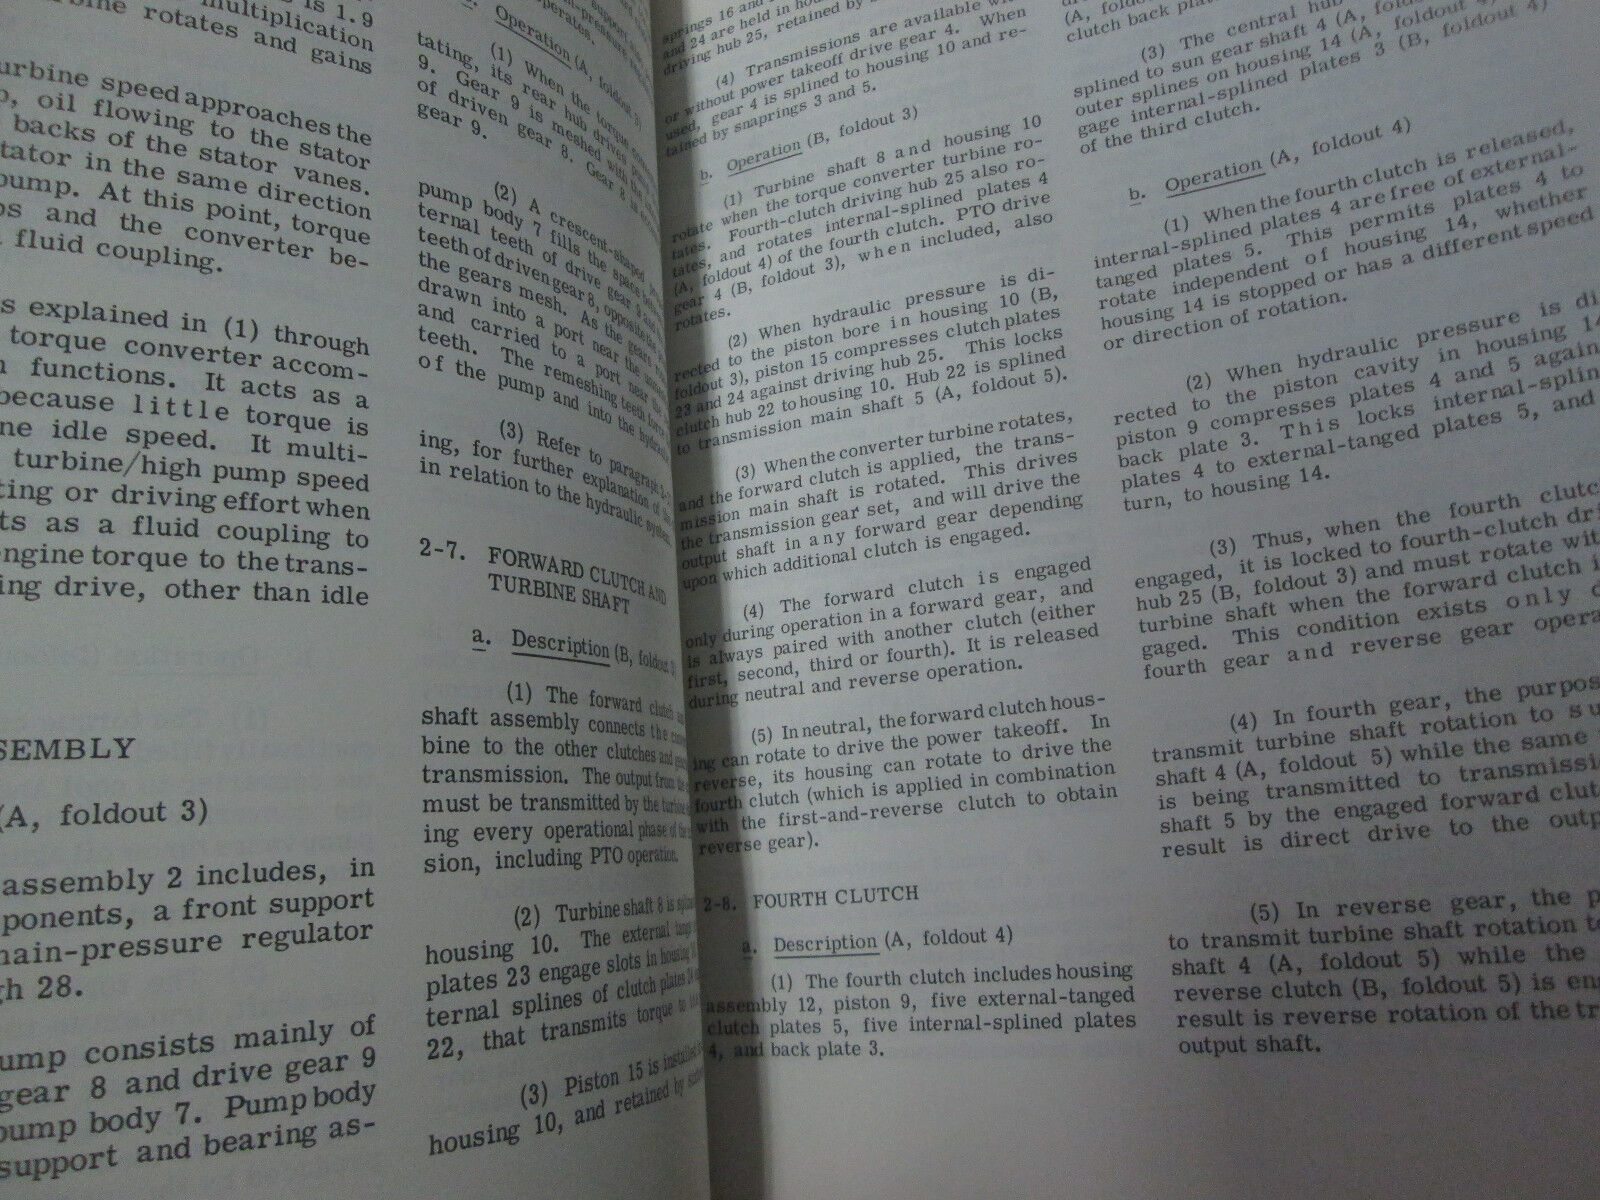 is 1.9
multiplication
rotates and gains
turbine speed approaches the
oil flowing to the stator
backs of the stator vanes.
stator in the same direction
pump. At this point, torque
and the converter be-
fluid coupling.
explained in (1) through
torque converter accom-
functions. It acts as a
because little torque is
idle speed. It multi-
turbine/high pump speed
or driving effort when
as a fluid coupling to
engine torque to the trans-
drive, other than idle
(A, foldout 3)
assembly 2 includes, in
a front support
main-pressure regulator
28.
consists mainly of
gear 8 and drive gear 9
pump body 7. Pump body
support and bearing as-
Operation (A, foldout 3)
(1) When the torque
tating, its rear hub drives
9. Gear 9 is meshed with the
of driven gear 8. Gear 8 is
gear 9.
(2) A crescent-shaped
pump body 7 fills the space
ternal teeth of drive gear 9 and
teeth of driven gear 8, opposite the
the gears mesh. As the gears
drawn into a port near the
and carried to a port near the
teeth. The remeshing teeth
of the pump and into the
(3) Refer to paragraph
ing, for further explanation of
in relation to the hydraulic system.
2-7. FORWARD CLUTCH AND
TURBINE SHAFT
a. Description (B, foldout 3)
(1) The forward clutch
shaft assembly connects the
bine to the other clutches and
transmission. The output from
must be transmitted by the
ing every operational phase of
sion, including PTO operation.
(2) Turbine shaft 8 is
housing 10. The external
plates 23 engage slots in housing
ternal splines of clutch plates
22, that transmits torque to
(3) Piston 15 is installed
housing 10, and retained by
springs 16 and
and 24 are held in
driving hub 25, retained by
(4) Transmissions are available
or without power takeoff drive gear 4. When
used, gear 4 is splined to housing 10 and re-
tained by snaprings 3 and 5.
b. Operation (B, foldout 3)
(1) Turbine shaft 8 and housing 10
rotate when the torque converter turbine ro-
tates. Fourth-clutch driving hub 25 also ro-
tates, and rotates internal-splined plates 4
(A, foldout 4) of the fourth clutch. PTO drive
gear 4 (B, foldout 3), when included, also
rotates.
(2) When hydraulic pressure is di-
rected to the piston bore in housing 10 (B,
foldout 3), piston 15 compresses clutch plates
23 and 24 against driving hub 25. This locks
clutch hub 22 to housing 10. Hub 22 is splined
to transmission main shaft 5 (A, foldout 5).
(3) When the converter turbine rotates,
and the forward clutch is applied, the trans-
mission main shaft is rotated. This drives
the transmission gear set, and will drive the
output shaft in any forward gear depending
upon which additional clutch is engaged.
(4) The forward clutch is engaged
only during operation in a forward gear, and
is always paired with another clutch (either
first, second, third or fourth). It is released
during neutral and reverse operation.
(5) In neutral, the forward clutch hous-
ing can rotate to drive the power takeoff. In
reverse, its housing can rotate to drive the
fourth clutch (which is applied in combination
with the first-and-reverse clutch to obtain
reverse gear).
2-8. FOURTH CLUTCH
a. Description (A, foldout 4)
(1) The fourth clutch includes housing
assembly 12, piston 9, five external-tanged
clutch plates 5, five internal-splined plates
4, and back plate 3.
clutch back plate
(3) The central hub
splined to sun gear shaft 4 (A,
outer splines on housing 14 (A, foldout 4)
gage internal-splined plates 3 (B, foldout 4)
of the third clutch.
b. Operation (A, foldout 4)
(1) When the fourth clutch is released,
internal-splined plates 4 are free of external-
tanged plates 5. This permits plates 4 to
rotate independent of housing 14, whether
housing 14 is stopped or has a different speed
or direction of rotation.
(2) When hydraulic pressure is di
rected to the piston cavity in housing 14
piston 9 compresses plates 4 and 5 again
back plate 3. This locks internal-splin
plates 4 to external-tanged plates 5, and
turn, to housing 14.
(3) Thus, when the fourth clutc
engaged, it is locked to fourth-clutch dri
hub 25 (B, foldout 3) and must rotate wit
turbine shaft when the forward clutch i
gaged. This condition exists only
fourth gear and reverse gear opera
(4) In fourth gear, the purpos
transmit turbine shaft rotation to su
shaft 4 (A, foldout 5) while the same
is being transmitted to transmissi
shaft 5 by the engaged forward clut
result is direct drive to the outp
(5) In reverse gear, the p
to transmit turbine shaft rotation t
shaft 4 (A, foldout 5) while the
reverse clutch (B, foldout 5) is en
result is reverse rotation of the tr
output shaft.